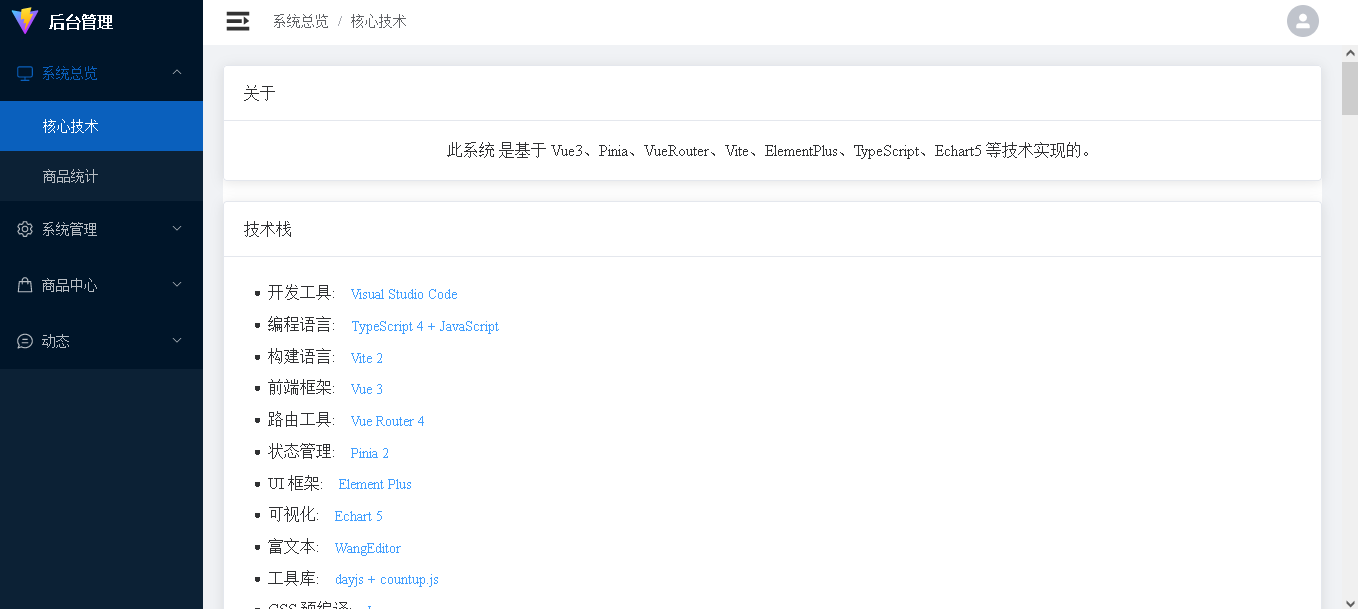 后台管理
系统总览 / 核心技术
系统总览
核心技术
商品统计
系统管理
商品中心
动态
关于
此系统 是基于 Vue3、Pinia、VueRouter、Vite、ElementPlus、TypeScript、Echart5 等技术实现的。
技术栈
开发工具: Visual Studio Code
编程语言: TypeScript 4 + JavaScript
构建语言: Vite 2
前端框架: Vue 3
路由工具: Vue Router 4
状态管理: Pinia 2
UI 框架: Element Plus
可视化: Echart 5
富文本: WangEditor
工具库: dayjs + countup.js
CSS 预编译: